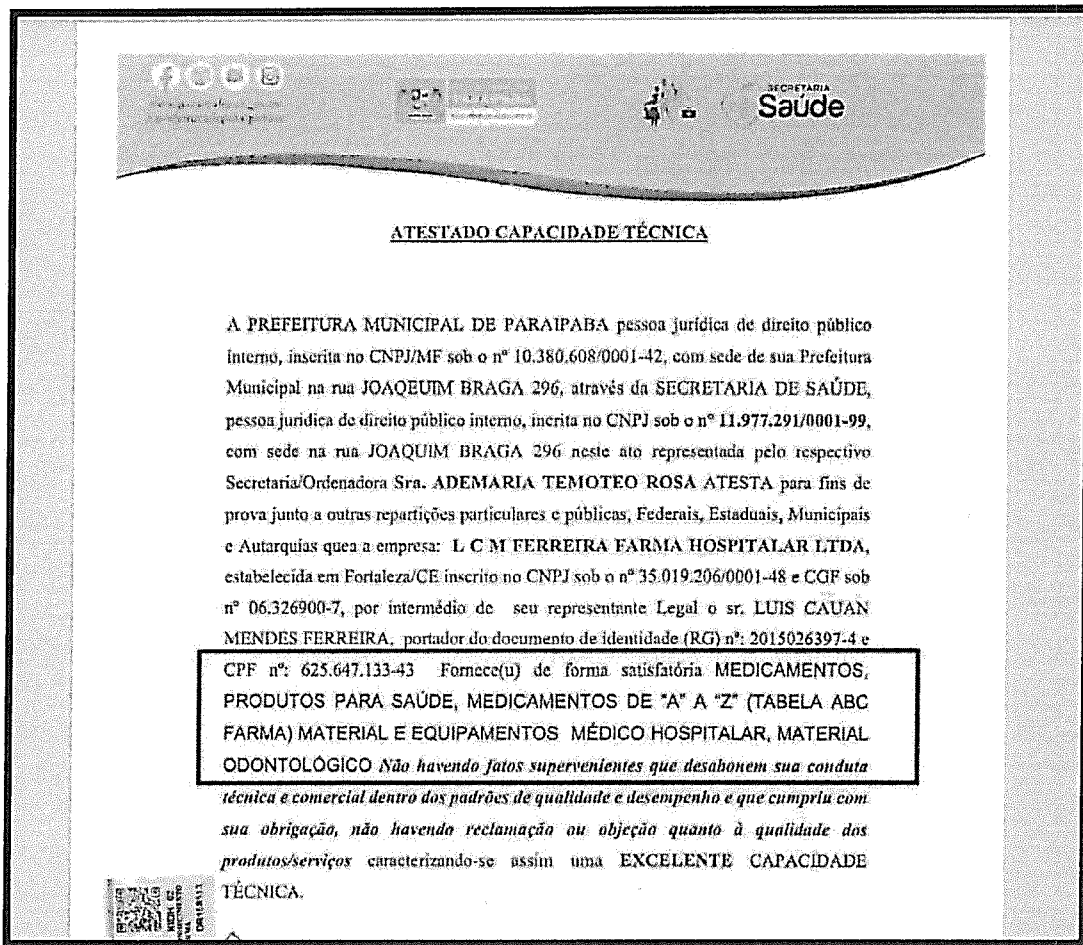 SECRETARIA
Saúde
ATESTADO CAPACIDADE TÉCNICA
A PREFEITURA MUNICIPAL DE PARAIPABA pessoa jurídica de direito público
interno, inscrita no CNPJ/MF sob o nº 10.380.608/0001-42, com sede de sua Prefeitura
Municipal na rua JOAQEUIM BRAGA 296, através da SECRETARIA DE SAÚDE,
pessoa jurídica de direito público interno, incrita no CNPJ sob o nº 11.977.291/0001-99,
com sede na rua JOAQUIM BRAGA 296 neste ato representada pelo respectivo
Secretaria/Ordenadora Sra. ADEMARIA TEMOTEO ROSA ATESTA para fins de
prova junto a outras repartições particulares e públicas, Federais, Estaduais, Municipais
e Autarquias quea a empresa: L C M FERREIRA FARMA HOSPITALAR LTDA,
estabelecida em Fortaleza/CE inscrito no CNPJ sob o nº 35.019.206/0001-48 e CGF sob
nº 06.326900-7, por intermédio de seu representante Legal o sr. LUIS CAUAN
MENDES FERREIRA, portador do documento de identidade (RG) nº: 2015026397-4 e
CPF nº: 625.647.133-43 Fornece(u) de forma satisfatória MEDICAMENTOS,
PRODUTOS PARA SAÚDE, MEDICAMENTOS DE "A" A "Z" (TABELA ABC
FARMA) MATERIAL E EQUIPAMENTOS MÉDICO HOSPITALAR, MATERIAL
ODONTOLÓGICO Não havendo fatos supervenientes que desabonem sua conduta
técnica e comercial dentro dos padrões de qualidade e desempenho e que cumpriu com
sua obrigação, não havendo reclamação ou objeção quanto à qualidade dos
produtos/serviços caracterizando-se assim uma EXCELENTE CAPACIDADE
TÉCNICA.